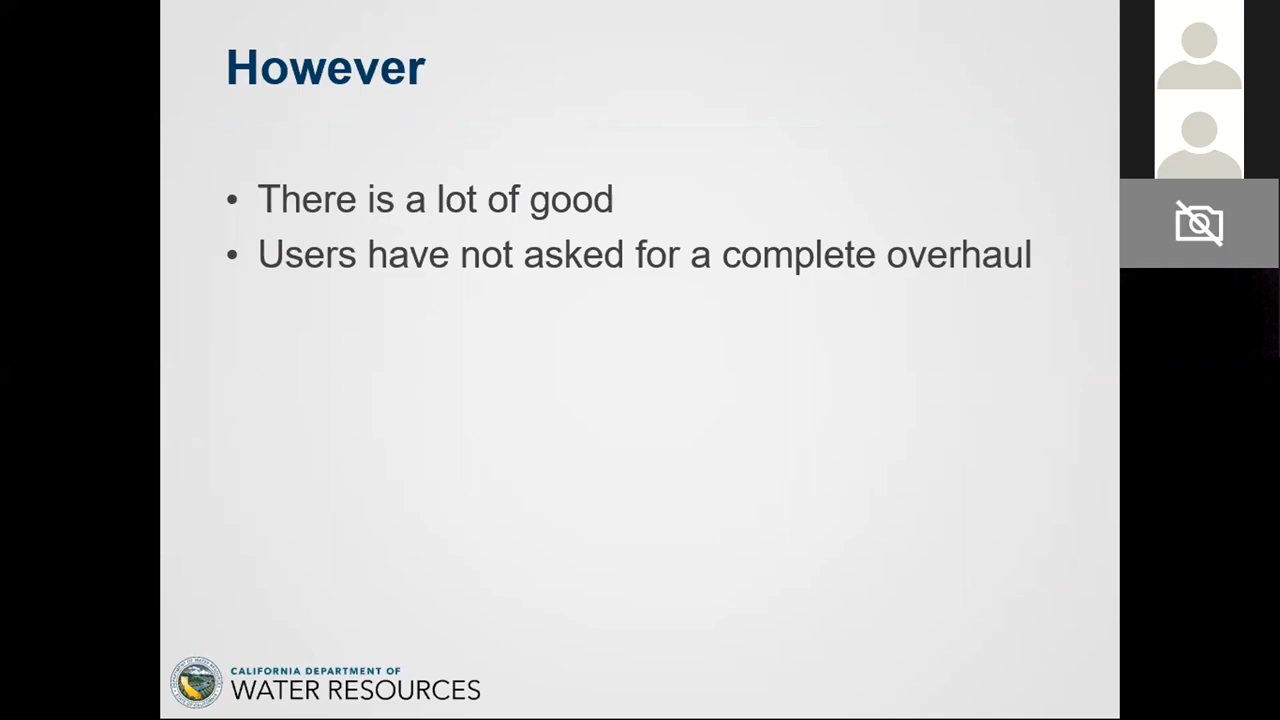 However
• There is a lot of good
• Users have not asked for a complete overhaul
CALIFORNIA DEPARTMENT OF
WATER RESOURCES